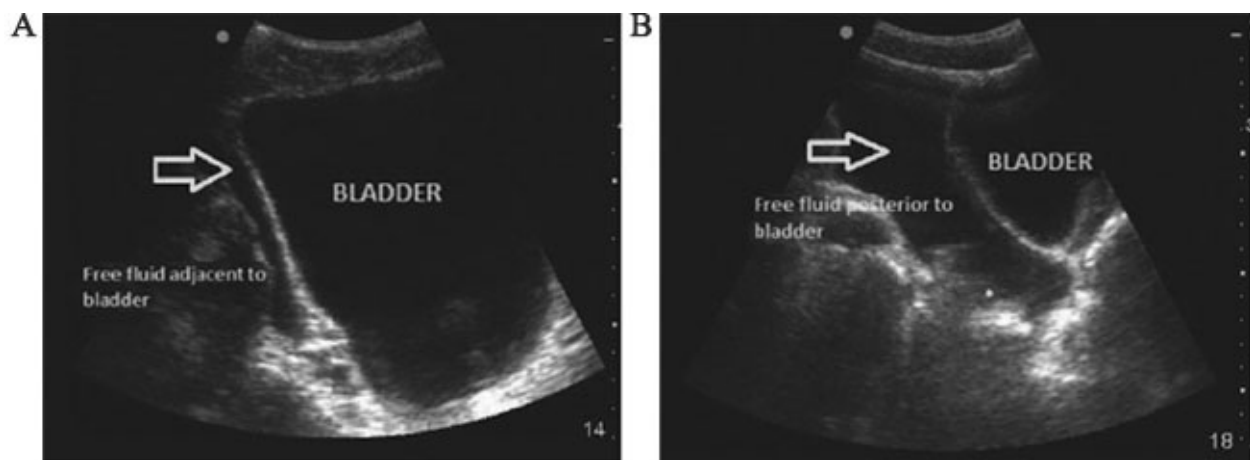 A
BLADDER
Free fluid adjacent to
bladder
14
B
BLADDER
Free fluid posterior to
bladder
18